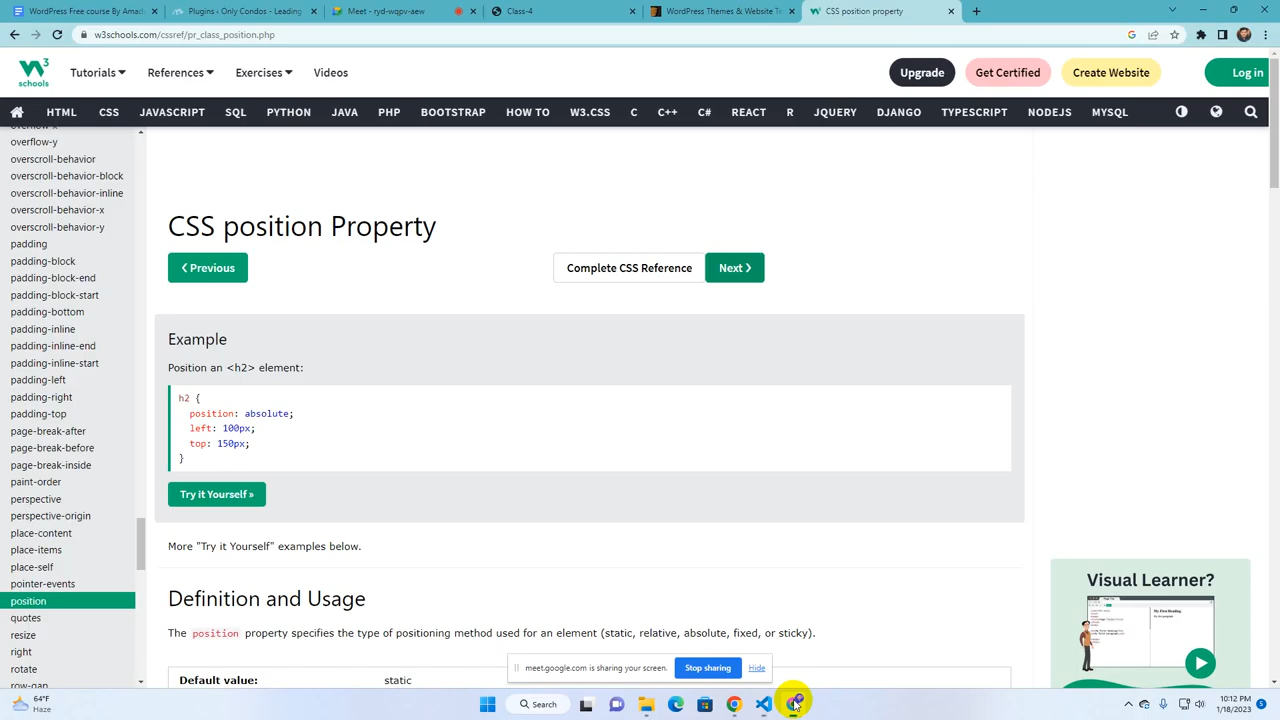 WordPress Free course By Amac
Plugins ‹ Only Condos - Leading
Meet - ryd-wqpv-aew
Class-4
WordPress Themes & Website Te
CSS position property
w3schools.com/cssref/pr_class_position.php
W3
schools
Tutorials
References
Exercises
Videos
Upgrade
Get Certified
Create Website
Log in
HTML CSS JAVASCRIPT SQL PYTHON JAVA PHP BOOTSTRAP HOW TO W3.CSS C C++ C# REACT R JQUERY DJANGO TYPESCRIPT NODEJS MYSQL
overflow-x
overflow-y
overscroll-behavior
overscroll-behavior-block
overscroll-behavior-inline
overscroll-behavior-x
overscroll-behavior-y
padding
padding-block
padding-block-end
padding-block-start
padding-bottom
padding-inline
padding-inline-end
padding-inline-start
padding-left
padding-right
padding-top
page-break-after
page-break-before
page-break-inside
paint-order
perspective
perspective-origin
place-content
place-items
place-self
pointer-events
position
quotes
resize
right
rotate
row-gap
CSS position Property
❮ Previous
Complete CSS Reference
Next ❯
Example
Position an <h2> element:
h2 {
position: absolute;
left: 100px;
top: 150px;
}
Try it Yourself »
More "Try it Yourself" examples below.
Definition and Usage
The position property specifies the type of positioning method used for an element (static, relative, absolute, fixed, or sticky).
Default value: static
Visual Learner?
meet.google.com is sharing your screen.
Stop sharing
Hide
64°F
Haze
Search
10:12 PM
1/18/2023